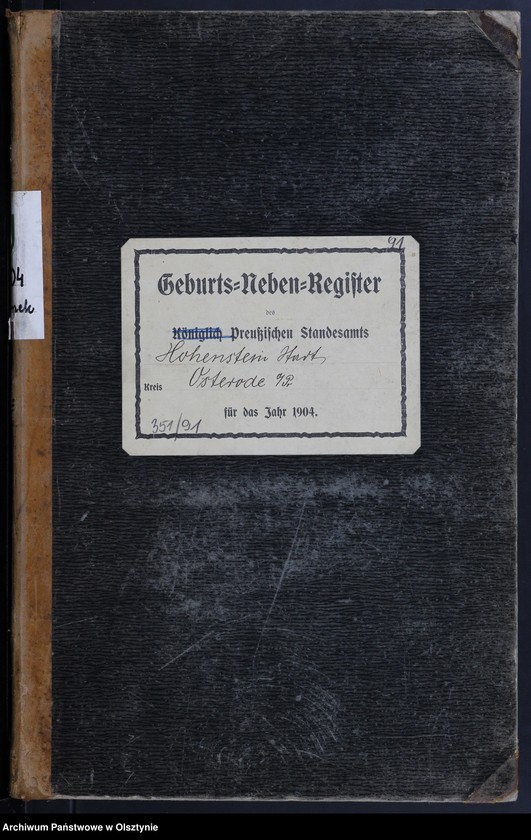 91
Geburts-Neben-Register
des
Königlich Preußischen Standesamts
Hohenstein Stadt
Kreis Osterode
für das Jahr 1904.
351/91
04
Archiwum Państwowe w Olsztynie